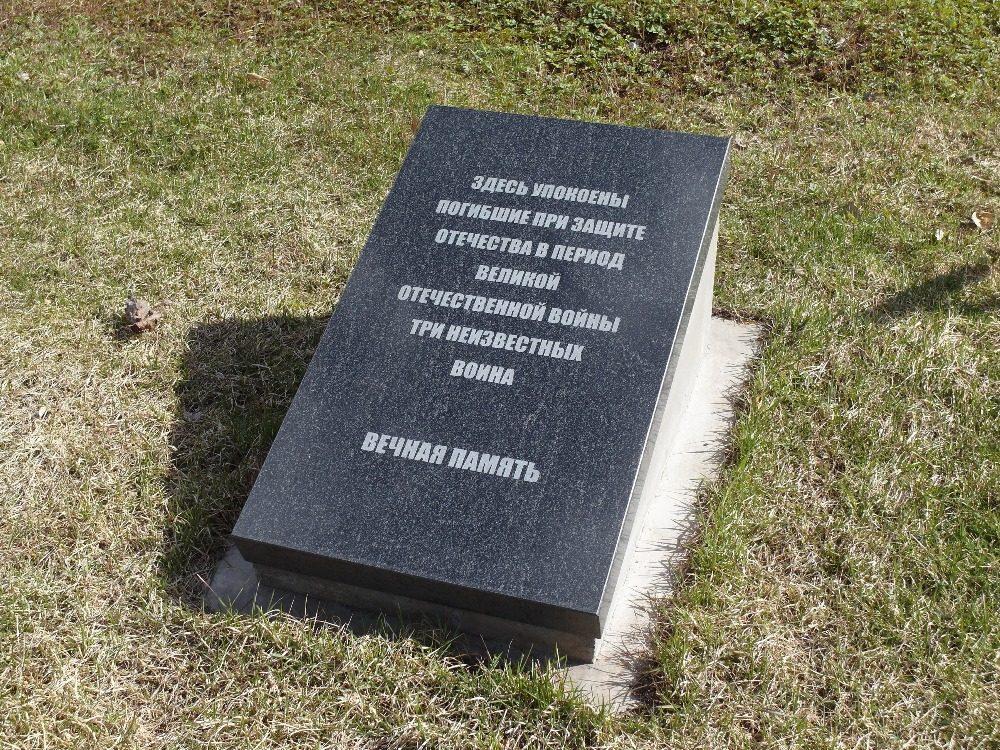 ЗДЕСЬ УПОКОЕНЫ
ПОГИБШИЕ ПРИ ЗАЩИТЕ
ОТЕЧЕСТВА В ПЕРИОД
ВЕЛИКОЙ
ОТЕЧЕСТВЕННОЙ ВОЙНЫ
ТРИ НЕИЗВЕСТНЫХ
ВОИНА
ВЕЧНАЯ ПАМЯТЬ